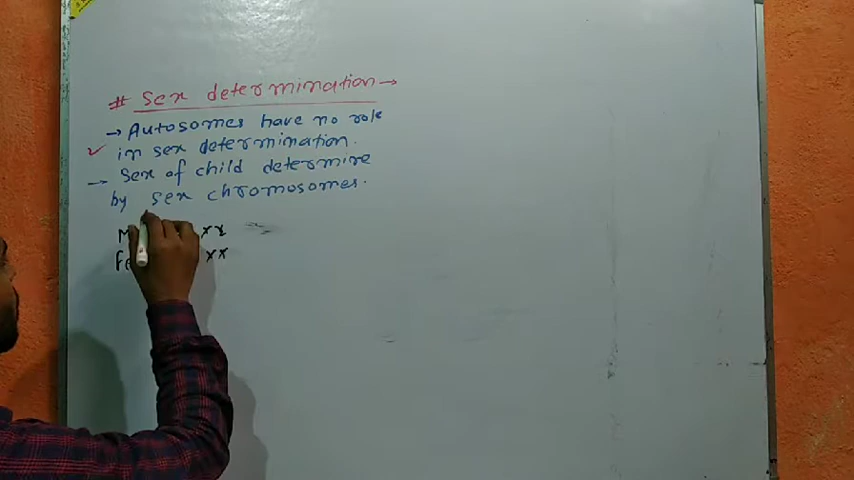 # Sex determination →
→ Autosomes have no role
✓ in sex determination.
→ Sex of child determine
by sex chromosomes.
XY
XX